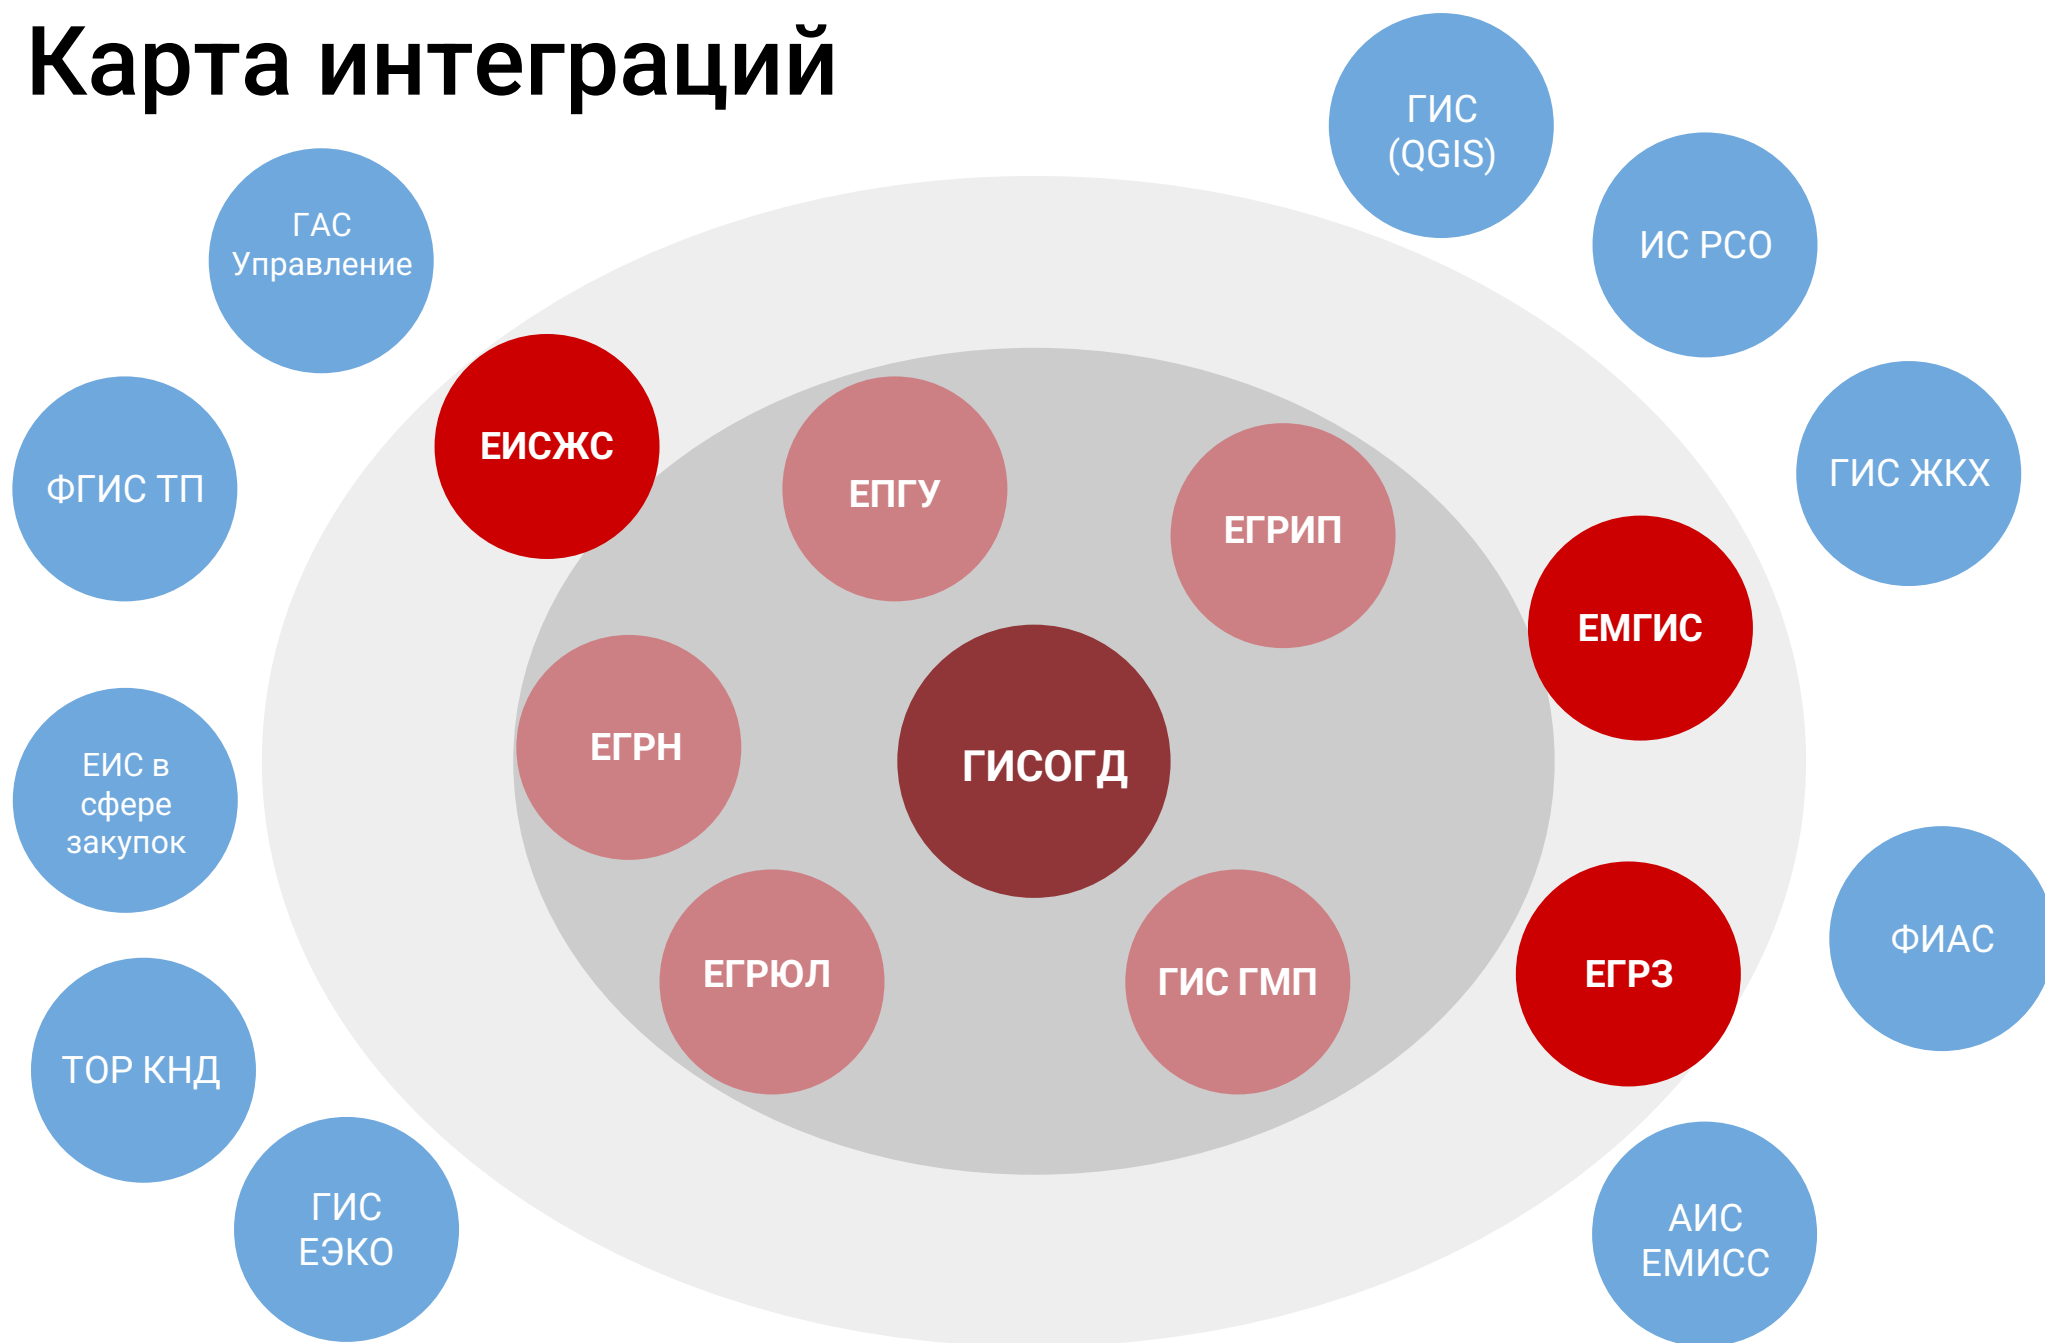 Карта интеграций
ГИС
(QGIS)
ГАС
Управление
ИС РСО
ЕИСЖС
ФГИС ТП
ЕПГУ
ЕГРИП
ГИС ЖКХ
ЕМГИС
ЕГРН
ГИСОГД
ЕИС в
сфере
закупок
ЕГРЮЛ
ГИС ГМП
ЕГРЗ
ФИАС
ТОР КНД
ГИС
ЕЭКО
АИС
ЕМИСС